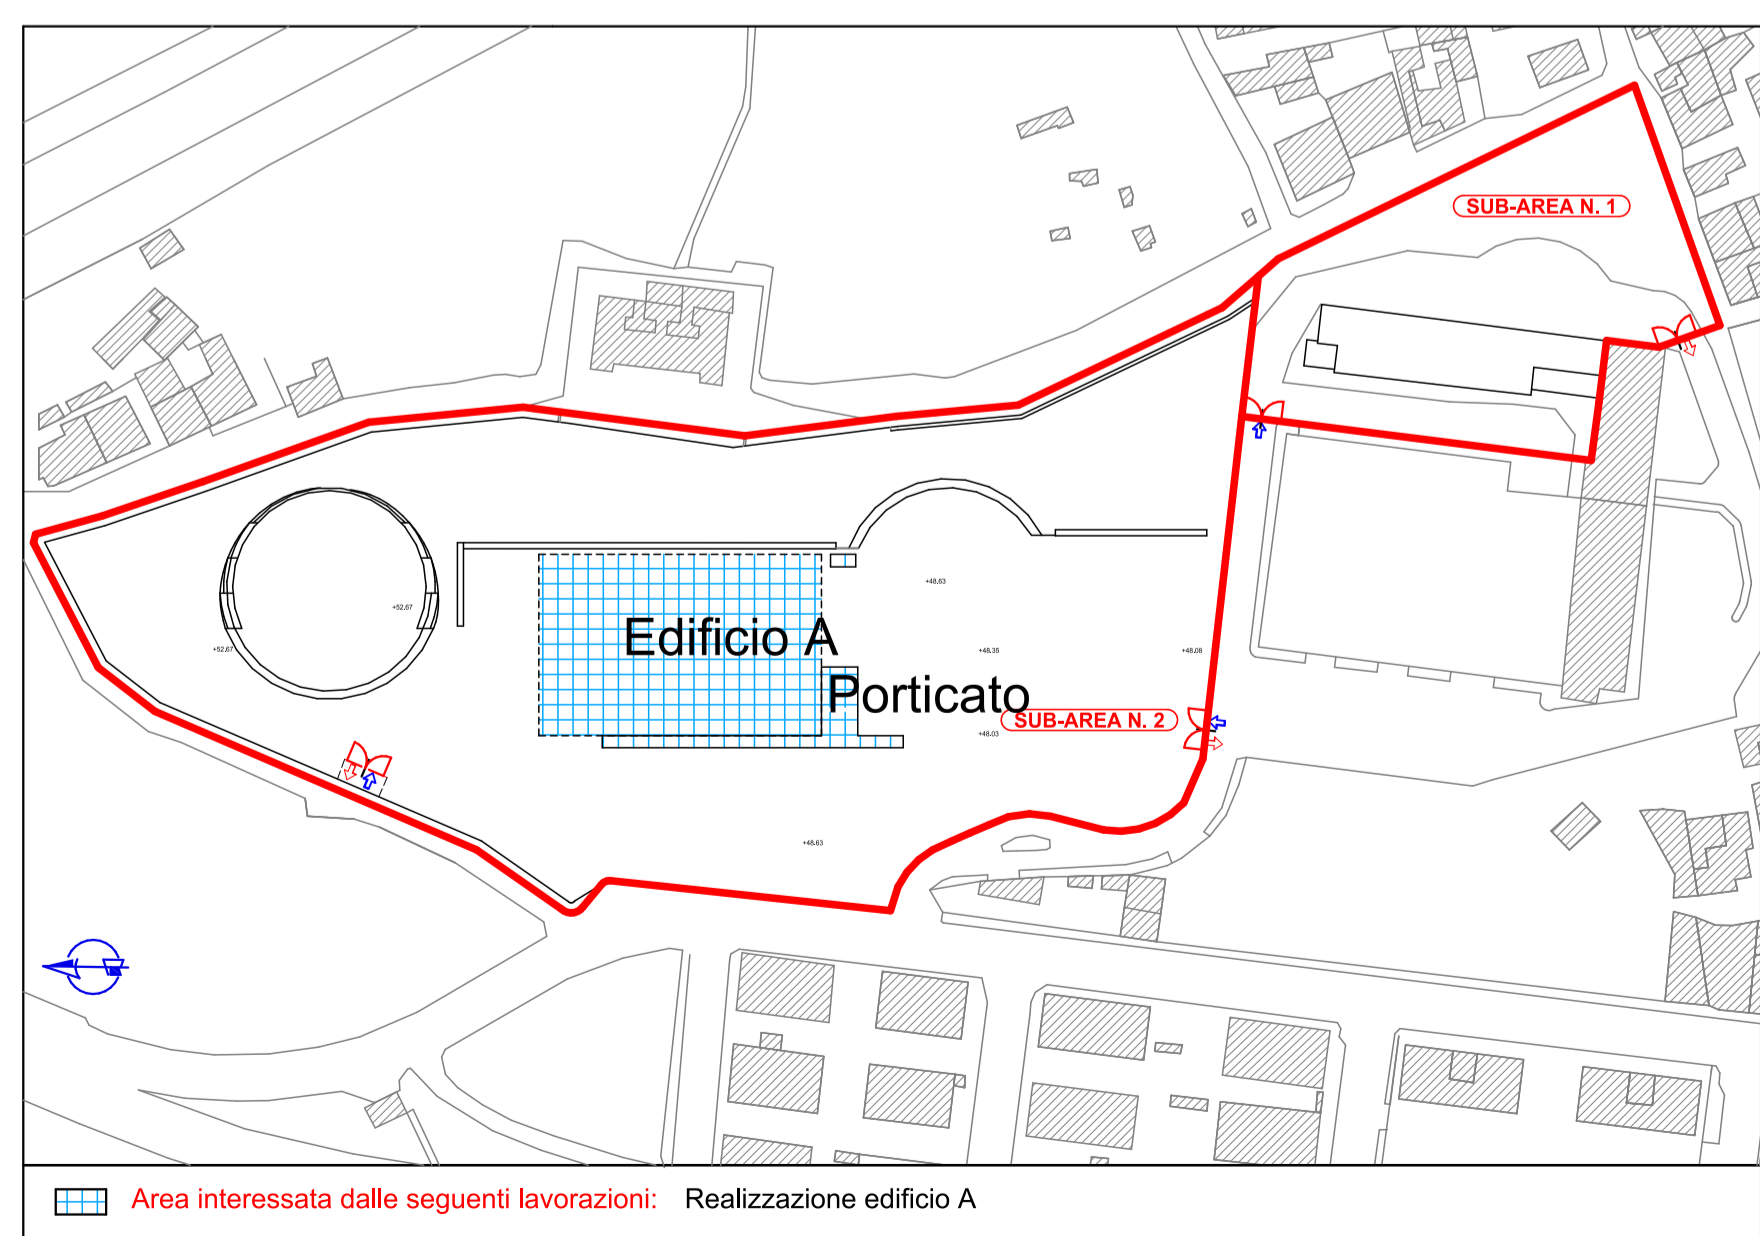 SUB-AREA N. 1
+48.63
+52.67
Edificio A
+52.67
+48.35
+48.08
Porticato
SUB-AREA N. 2
+48.03
+48.63
Area interessata dalle seguenti lavorazioni: Realizzazione edificio A